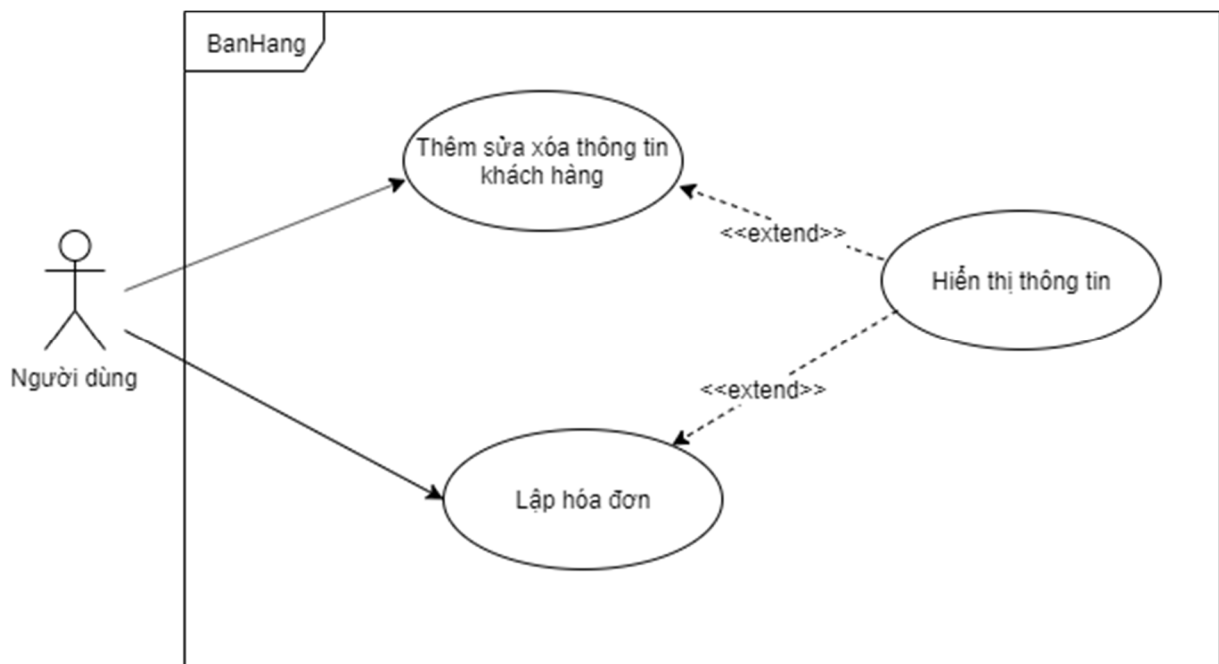 BanHang
Thêm sửa xóa thông tin
khách hàng
<<extend>>
Hiển thị thông tin
Người dùng
<<extend>>
Lập hóa đơn